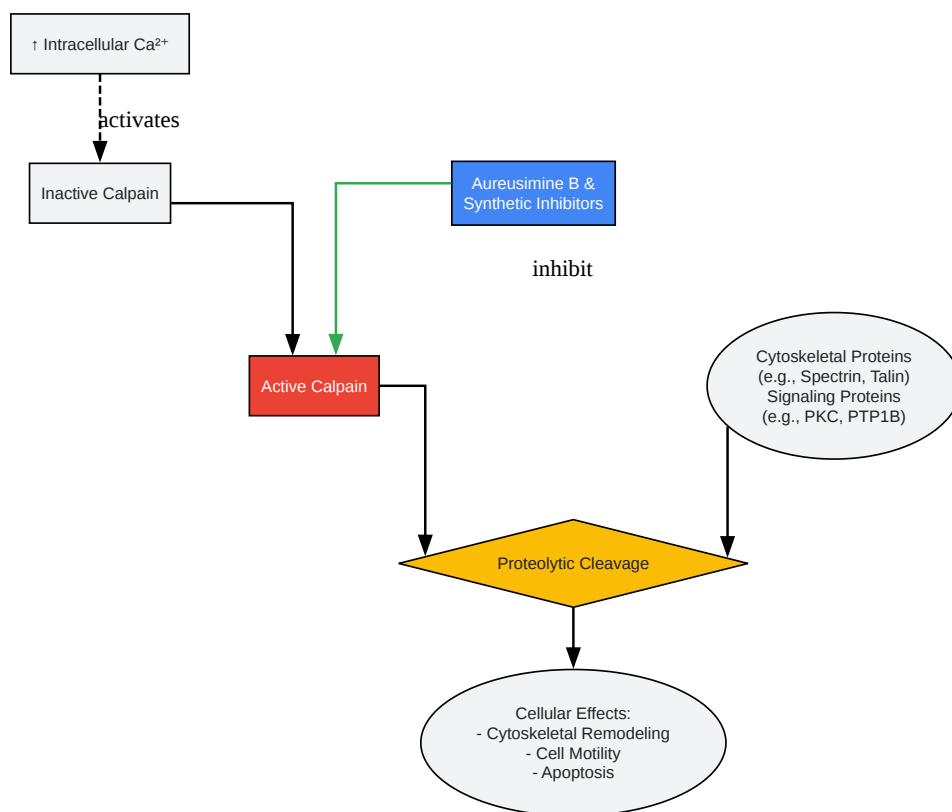 ↑ Intracellular Ca²⁺
activates
Inactive Calpain
Aureusimine B &
Synthetic Inhibitors
inhibit
Active Calpain
Cytoskeletal Proteins
(e.g., Spectrin, Talin)
Signaling Proteins
(e.g., PKC, PTP1B)
Proteolytic Cleavage
Cellular Effects:
- Cytoskeletal Remodeling
- Cell Motility
- Apoptosis